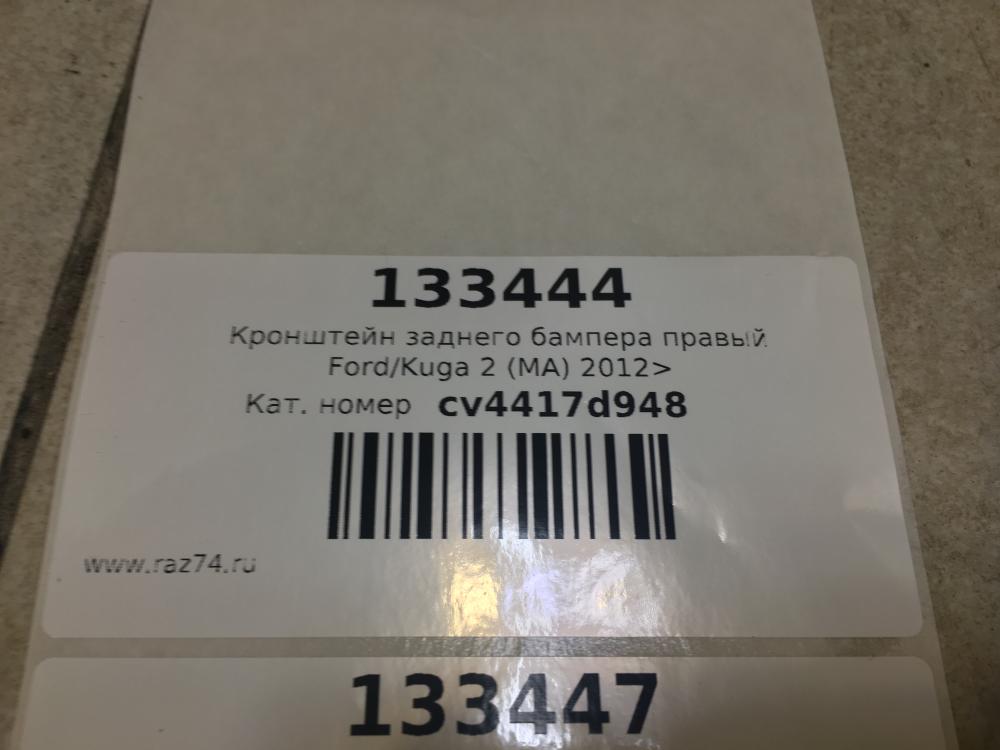 133444
Кронштейн заднего бампера правый
Ford/Kuga 2 (MA) 2012>
Кат. номер cv4417d948
www.raz74.ru
133447